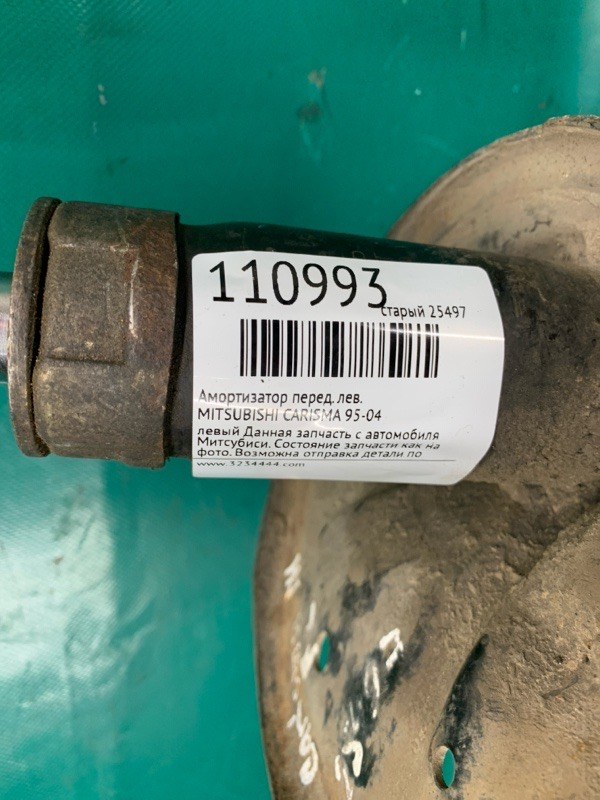 110993
старый 25497
Амортизатор перед. лев.
MITSUBISHI CARISMA 95-04
левый Данная запчасть с автомобиля
Митсубиси. Состояние запчасти как на
фото. Возможна отправка детали по
www.3234444.com